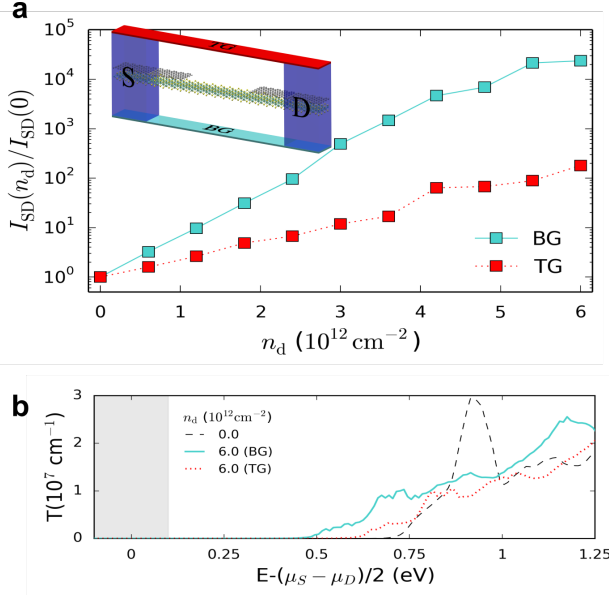 a
I_SD(n_d)/I_SD(0)
10^5
10^4
10^3
10^2
10^1
10^0
TG
S
D
BG
BG
TG
0 1 2 3 4 5 6
n_d (10^12 cm^-2)
b
T(10^7 cm^-1)
3
2
1
0
n_d (10^12 cm^-2)
0.0
6.0 (BG)
6.0 (TG)
0 0.25 0.5 0.75 1 1.25
E-(μ_S − μ_D)/2 (eV)